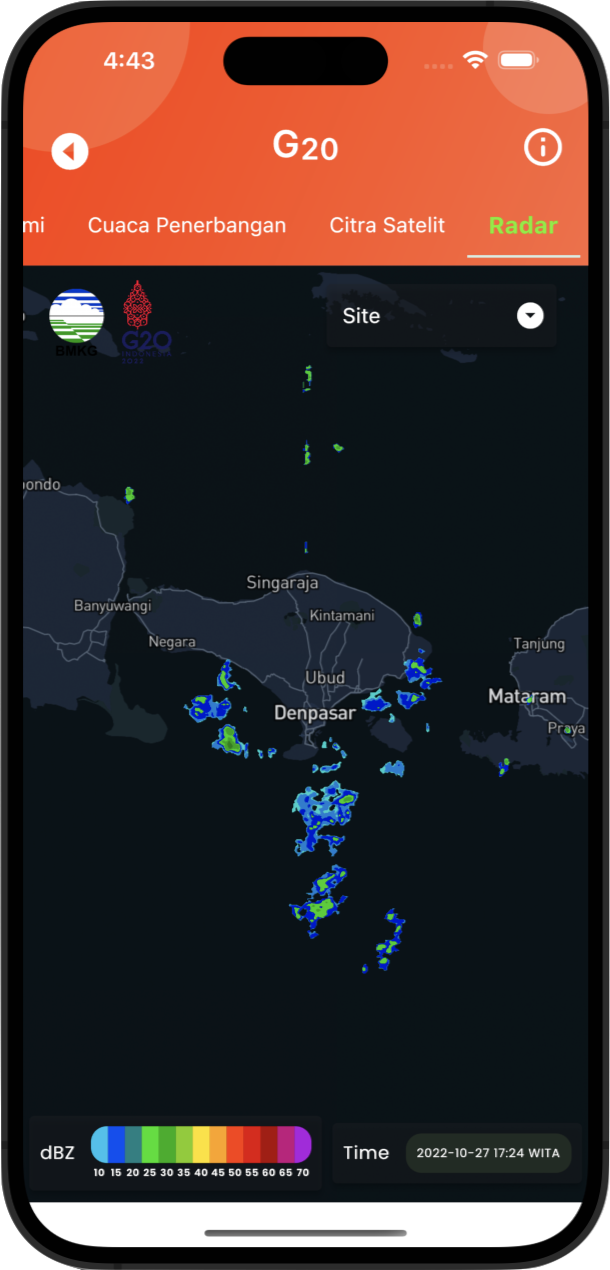 4:43
G20
mi
Cuaca Penerbangan
Citra Satelit
Radar
BMKG
G20
INDONESIA
2022
Site
ondo
Singaraja
Banyuwangi
Kintamani
Negara
Tanjung
Ubud
Mataram
Denpasar
Praya
dBZ
10 15 20 25 30 35 40 45 50 55 60 65 70
Time
2022-10-27 17:24 WITA